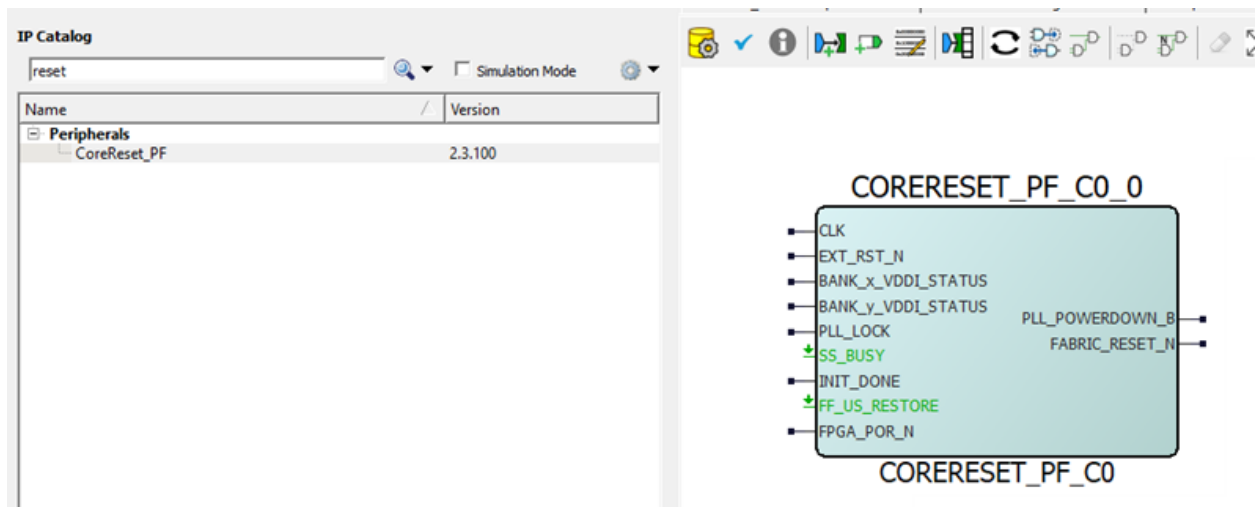 IP Catalog
reset
Simulation Mode
Name Version
Peripherals
CoreReset_PF 2.3.100
CORERESET_PF_C0_0
CLK
EXT_RST_N
BANK_x_VDDI_STATUS
BANK_y_VDDI_STATUS
PLL_LOCK
SS_BUSY
INIT_DONE
FF_US_RESTORE
FPGA_POR_N
PLL_POWERDOWN_B
FABRIC_RESET_N
CORERESET_PF_C0